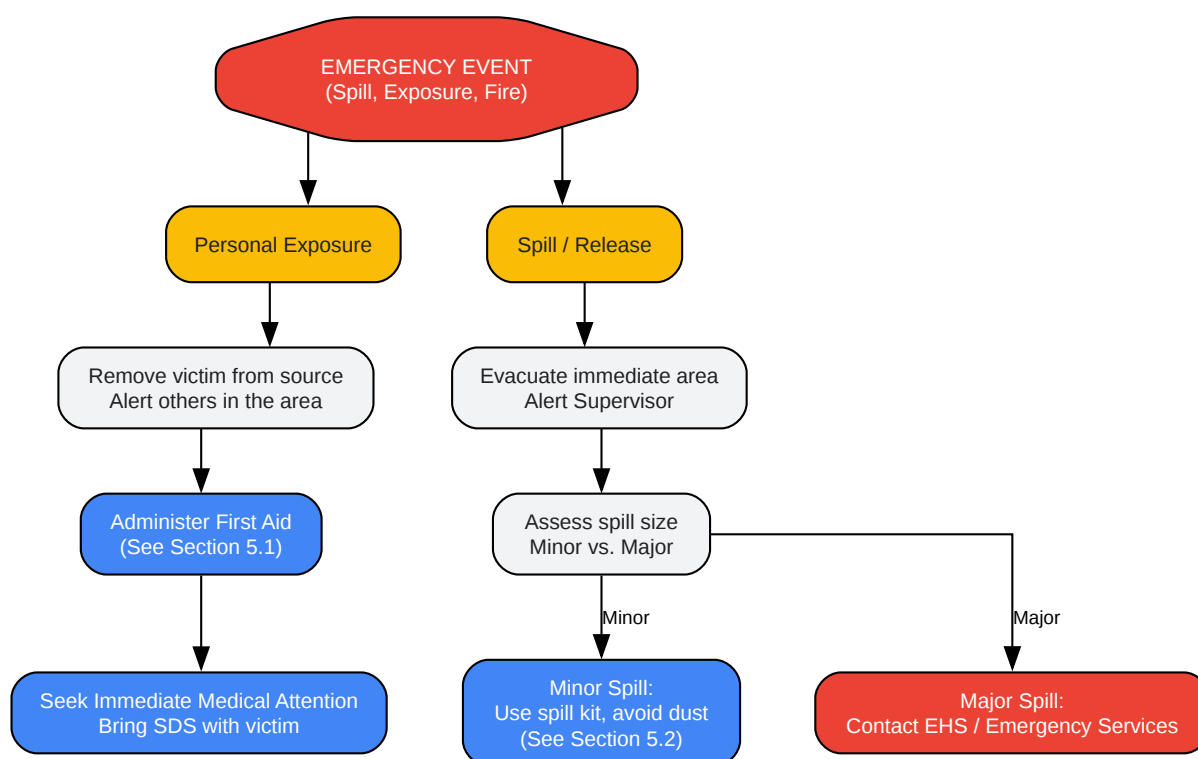 EMERGENCY EVENT
(Spill, Exposure, Fire)
Personal Exposure
Spill / Release
Remove victim from source
Alert others in the area
Evacuate immediate area
Alert Supervisor
Administer First Aid
(See Section 5.1)
Assess spill size
Minor vs. Major
Minor
Major
Seek Immediate Medical Attention
Bring SDS with victim
Minor Spill:
Use spill kit, avoid dust
(See Section 5.2)
Major Spill:
Contact EHS / Emergency Services